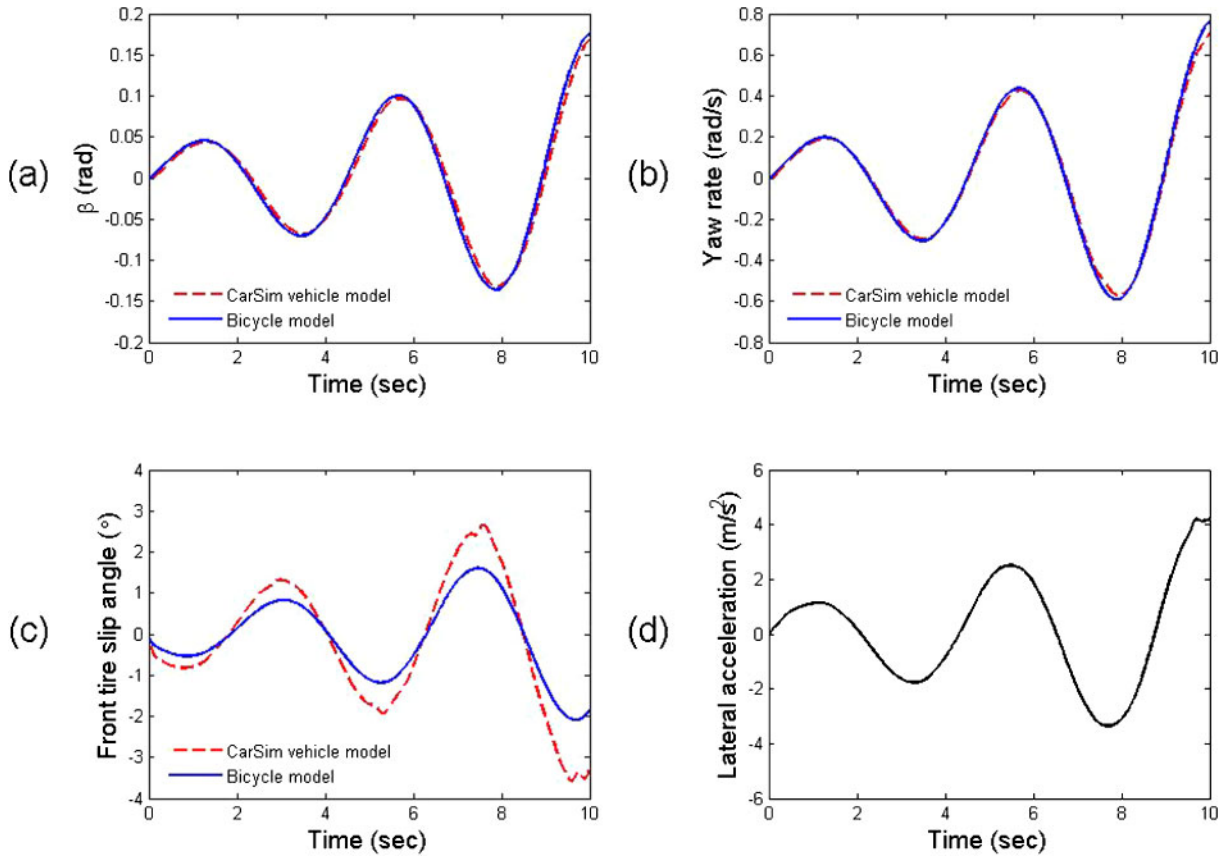 (a)
β (rad)
0.2
0.15
0.1
0.05
0
-0.05
-0.1
-0.15
-0.2
CarSim vehicle model
Bicycle model
0 2 4 6 8 10
Time (sec)
(b)
Yaw rate (rad/s)
0.8
0.6
0.4
0.2
0
-0.2
-0.4
-0.6
-0.8
CarSim vehicle model
Bicycle model
0 2 4 6 8 10
Time (sec)
(c)
Front tire slip angle (°)
4
3
2
1
0
-1
-2
-3
-4
CarSim vehicle model
Bicycle model
0 2 4 6 8 10
Time (sec)
(d)
Lateral acceleration (m/s²)
6
4
2
0
-2
-4
-6
0 2 4 6 8 10
Time (sec)